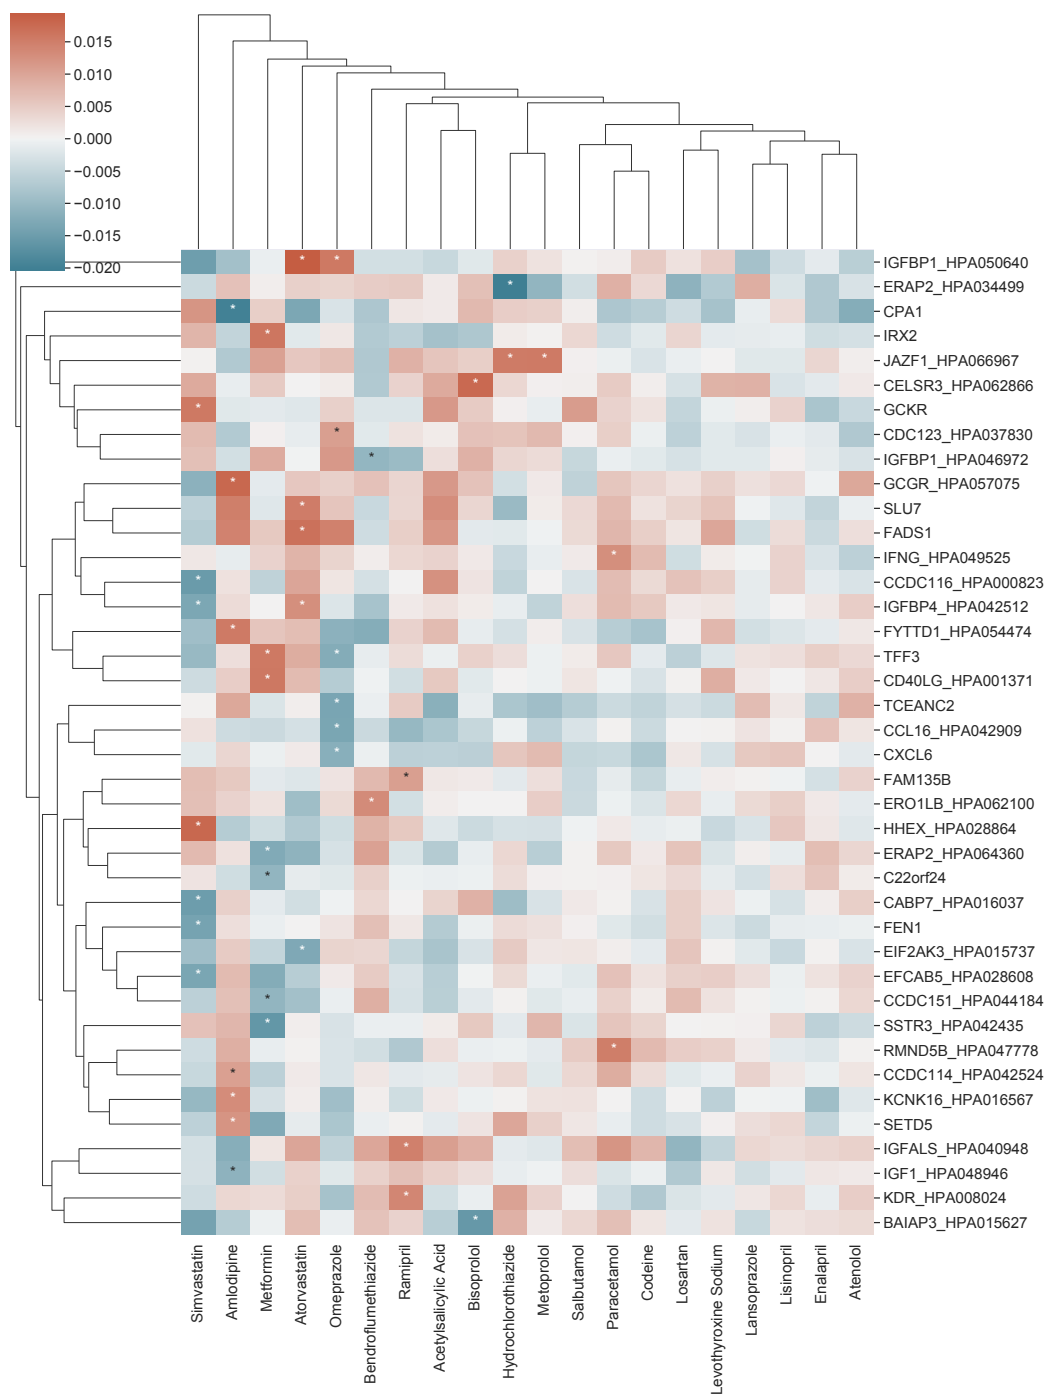 0.015
0.010
0.005
0.000
−0.005
−0.010
−0.015
−0.020
IGFBP1_HPA050640
ERAP2_HPA034499
CPA1
IRX2
JAZF1_HPA066967
CELSR3_HPA062866
GCKR
CDC123_HPA037830
IGFBP1_HPA046972
GCGR_HPA057075
SLU7
FADS1
IFNG_HPA049525
CCDC116_HPA000823
IGFBP4_HPA042512
FYTTD1_HPA054474
TFF3
CD40LG_HPA001371
TCEANC2
CCL16_HPA042909
CXCL6
FAM135B
ERO1LB_HPA062100
HHEX_HPA028864
ERAP2_HPA064360
C22orf24
CABP7_HPA016037
FEN1
EIF2AK3_HPA015737
EFCAB5_HPA028608
CCDC151_HPA044184
SSTR3_HPA042435
RMND5B_HPA047778
CCDC114_HPA042524
KCNK16_HPA016567
SETD5
IGFALS_HPA040948
IGF1_HPA048946
KDR_HPA008024
BAIAP3_HPA015627
Simvastatin
Amlodipine
Metformin
Atorvastatin
Omeprazole
Bendroflumethiazide
Ramipril
Acetylsalicylic Acid
Bisoprolol
Hydrochlorothiazide
Metoprolol
Salbutamol
Paracetamol
Codeine
Losartan
Levothyroxine Sodium
Lansoprazole
Lisinopril
Enalapril
Atenolol